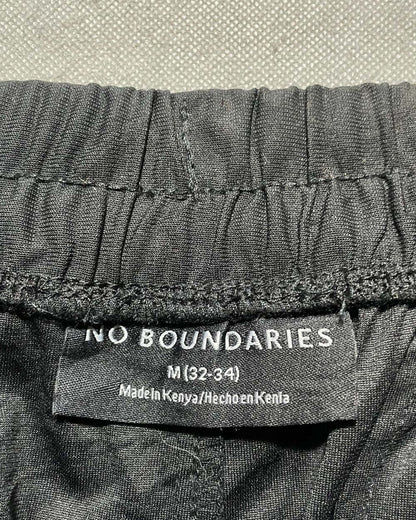 NO BOUNDARIES
M (32-34)
Made In Kenya/Hecho en Kenia